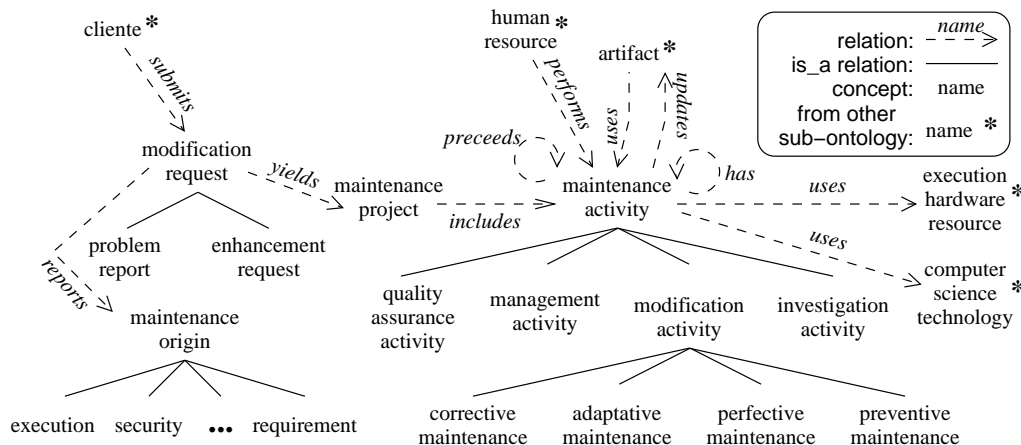 cliente *
submits
human
resource *
performs
artifact *
uses
updates
relation: name
is_a relation:
concept: name
from other
sub-ontology: name *
preceeds
has
modification
request
yields
maintenance
project
includes
maintenance
activity
uses
execution
hardware *
resource
uses
computer
science *
technology
problem
report
enhancement
request
reports
maintenance
origin
quality
assurance
activity
management
activity
modification
activity
investigation
activity
execution security ... requirement
corrective
maintenance
adaptative
maintenance
perfective
maintenance
preventive
maintenance